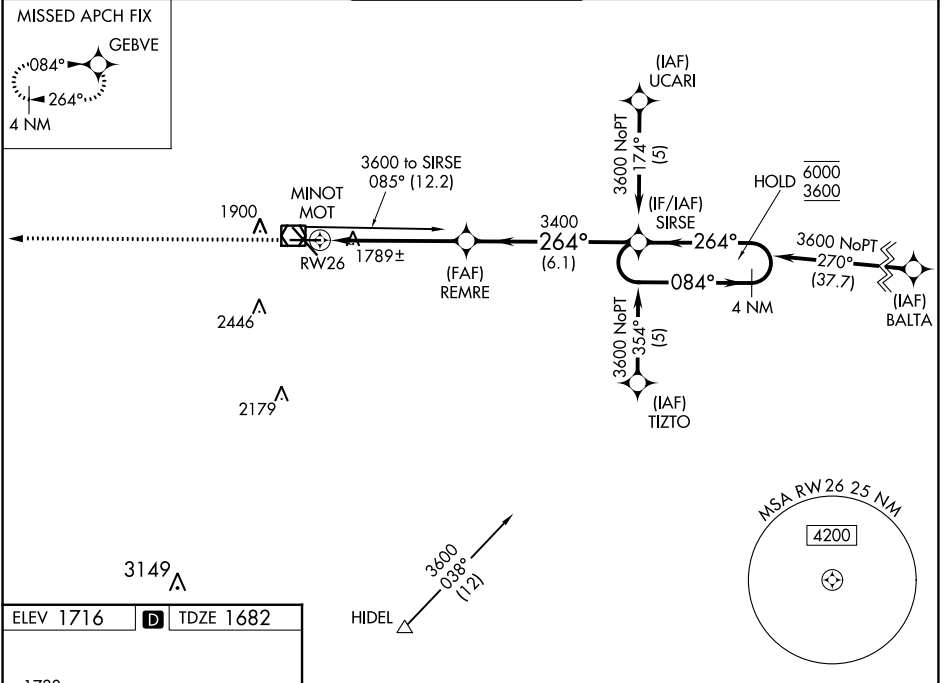 MISSED APCH FIX
GEBVE
084°
264°
4 NM
(IAF)
UCARI
3600 NoPT
174°
(5)
3600 to SIRSE
085° (12.2)
HOLD
6000
3600
MINOT
MOT
1900
(IF/IAF)
SIRSE
3400
264°
(6.1)
264°
3600 NoPT
270°
(37.7)
1789±
RW26
(FAF)
REMRE
084°
4 NM
(IAF)
BALTA
2446
3600 NoPT
354°
(5)
2179
(IAF)
TIZTO
MSA RW26 25 NM
4200
3149
3600
038°
(12)
HIDEL
ELEV 1716
D
TDZE 1682